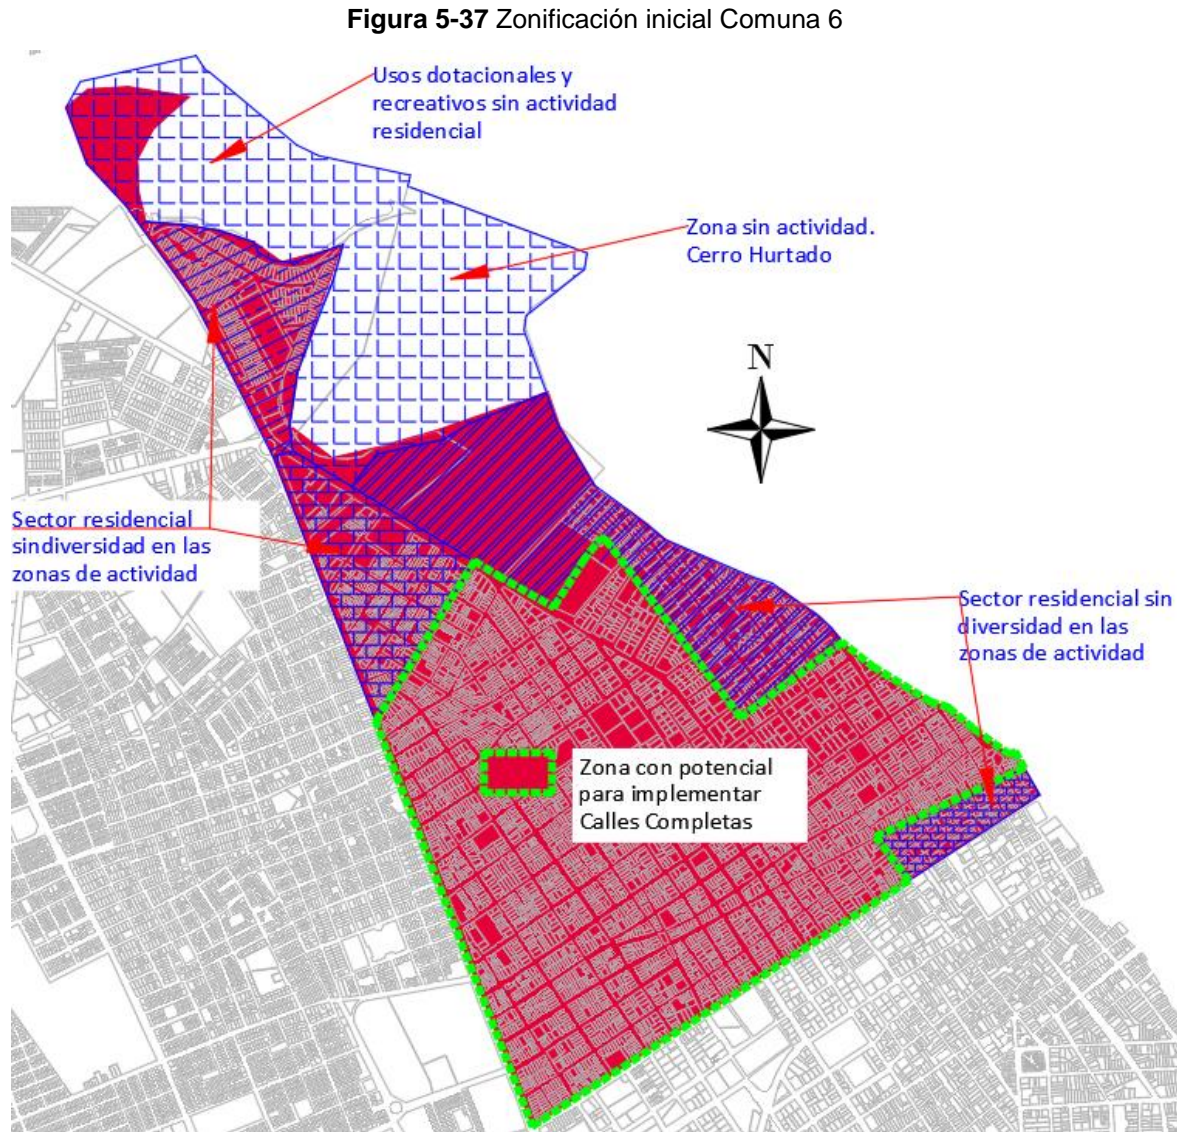 Figura 5-37 Zonificación inicial Comuna 6
Usos dotacionales y
recreativos sin actividad
residencial
Zona sin actividad.
Cerro Hurtado
N
Sector residencial
sindiversidad en las
zonas de actividad
Sector residencial sin
diversidad en las
zonas de actividad
Zona con potencial
para implementar
Calles Completas